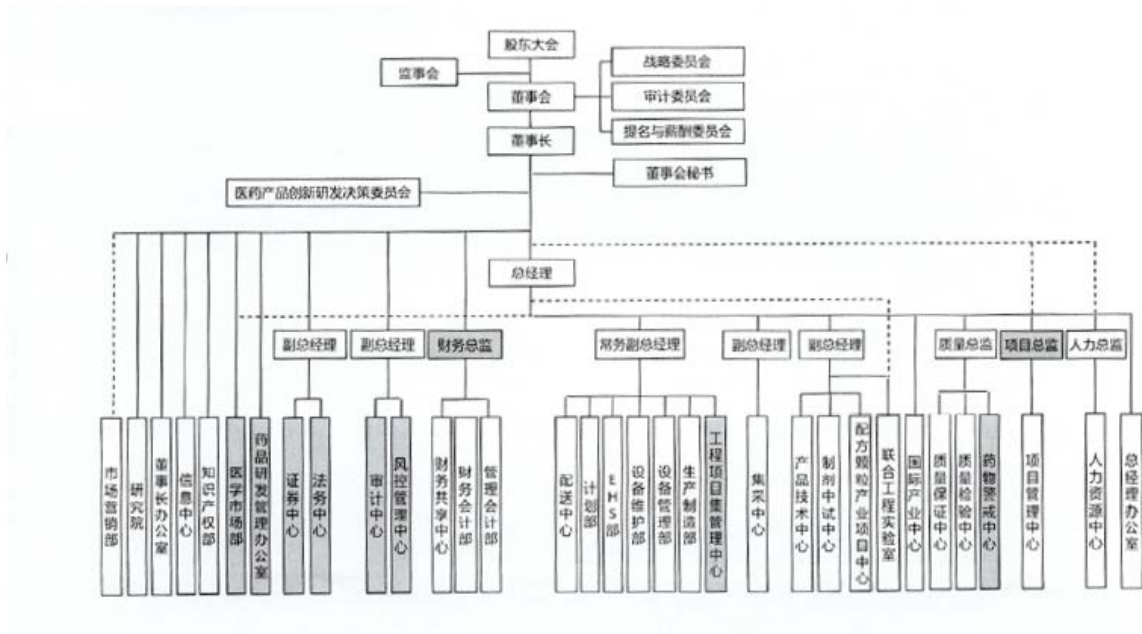 股东大会
监事会
战略委员会
董事会
审计委员会
提名与薪酬委员会
董事长
董事会秘书
医药产品创新研发决策委员会
总经理
副总经理
副总经理
财务总监
常务副总经理
副总经理
副总经理
质量总监
项目总监
人力总监
市场营销部
研究院
董事长办公室
信息中心
知识产权部
医学市场部
药品研发管理办公室
证券中心
法务中心
审计中心
风控管理中心
财务共享中心
财务会计部
管理会计部
配送中心
计划部
EHS部
设备维护部
设备管理部
生产制造部
工程项目集管理中心
集采中心
产品技术中心
制剂中试中心
配方颗粒产业项目中心
联合工程实验室
国际产业中心
质量保证中心
质量检验中心
药物警戒中心
项目管理中心
人力资源中心
总经理办公室